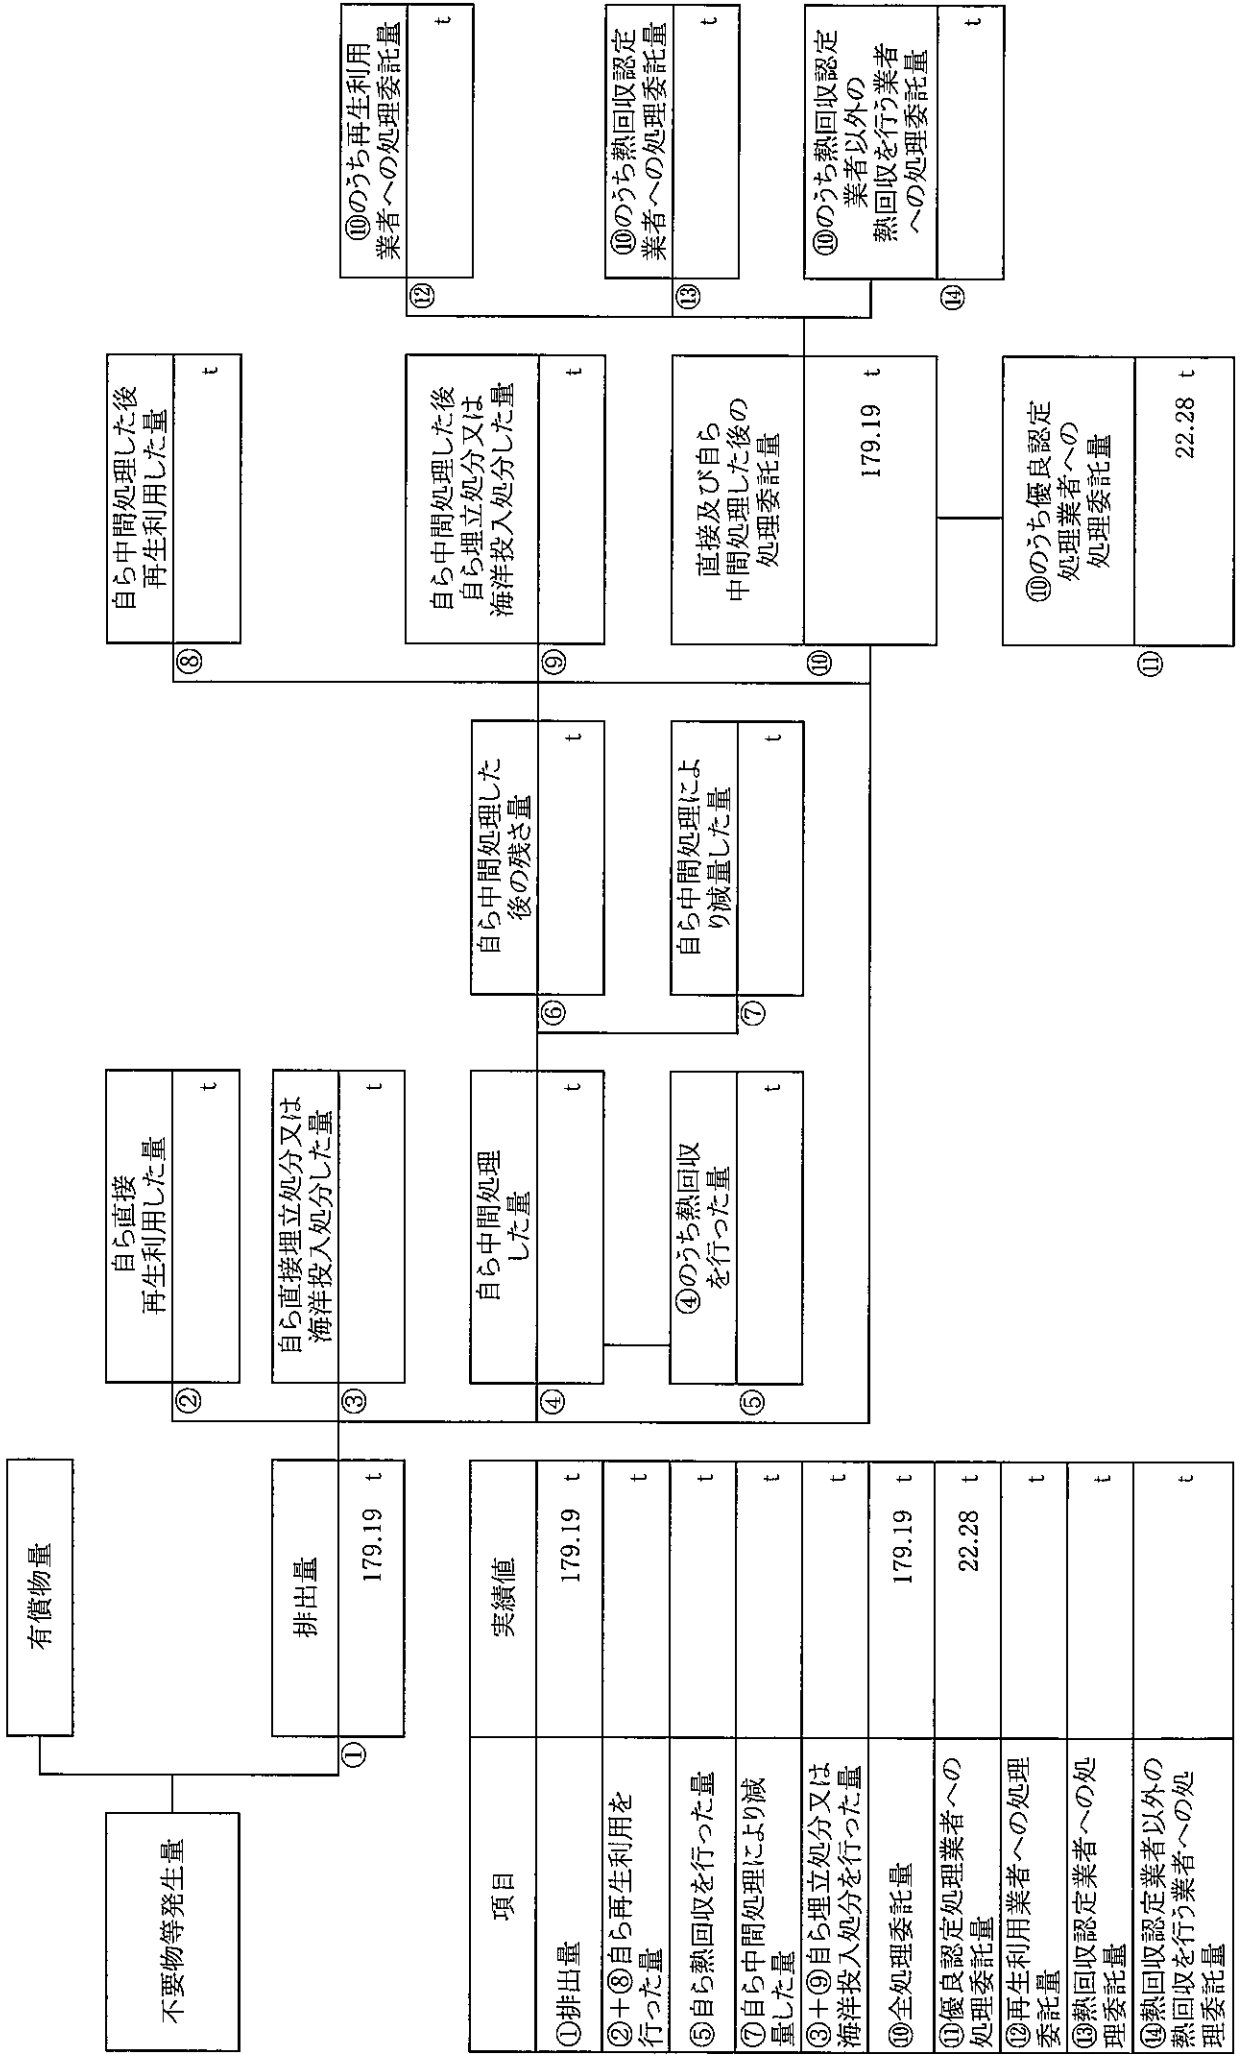 不要物等発生量
有償物量
①
排出量
179.19 t
②
自ら直接
再生利用した量
t
③
自ら直接埋立処分又は
海洋投入処分した量
t
④
自ら中間処理
した量
t
⑤
④のうち熱回収
を行った量
t
⑥
自ら中間処理した
後の残さ量
t
⑦
自ら中間処理によ
り減量した量
t
⑧
自ら中間処理した後
再生利用した量
t
⑨
自ら中間処理した後
自ら埋立処分又は
海洋投入処分した量
t
⑩
直接及び自ら
中間処理した後の
処理委託量
179.19 t
⑪
⑩のうち優良認定
処理業者への
処理委託量
22.28 t
⑫
⑩のうち再生利用
業者への処理委託量
t
⑬
⑩のうち熱回収認定
業者への処理委託量
t
⑭
⑩のうち熱回収認定
業者以外の
熱回収を行う業者
への処理委託量
t
項目 実績値
①排出量 179.19 t
②+⑧自ら再生利用を
行った量 t
⑤自ら熱回収を行った量 t
⑦自ら中間処理により減
量した量 t
③+⑨自ら埋立処分又は
海洋投入処分を行った量 t
⑩全処理委託量 179.19 t
⑪優良認定処理業者への
処理委託量 22.28 t
⑫再生利用業者への処理
委託量 t
⑬熱回収認定業者への処
理委託量 t
⑭熱回収認定業者以外の
熱回収を行う業者への処
理委託量 t